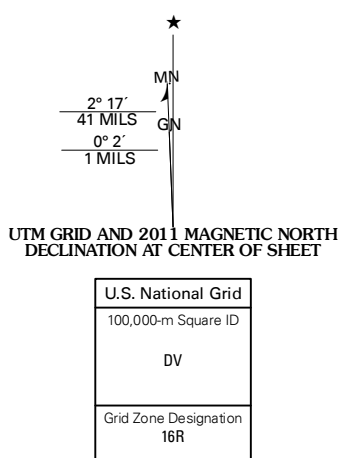 ★
MN
2° 17´
41 MILS
GN
0° 2´
1 MILS
UTM GRID AND 2011 MAGNETIC NORTH
DECLINATION AT CENTER OF SHEET
U.S. National Grid
100,000-m Square ID
DV
Grid Zone Designation
16R